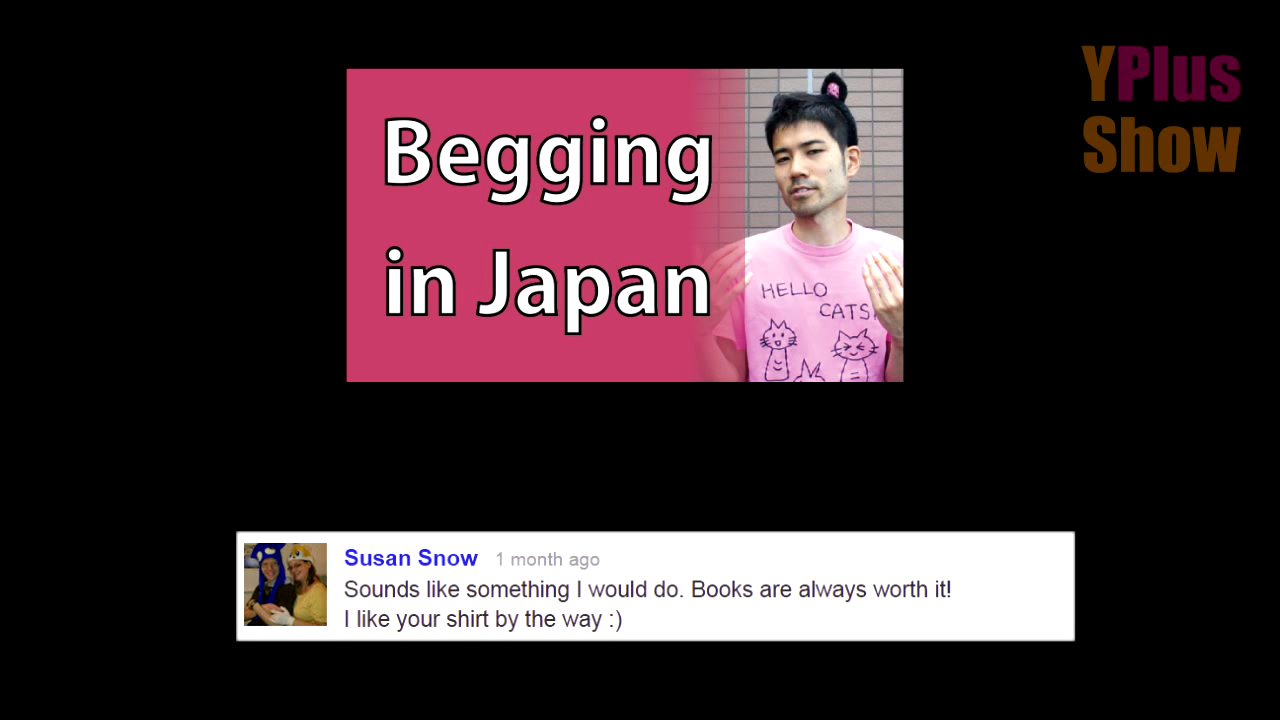 YPlus
Show
Begging
in Japan
HELLO
CATS
Susan Snow 1 month ago
Sounds like something I would do. Books are always worth it!
I like your shirt by the way :)